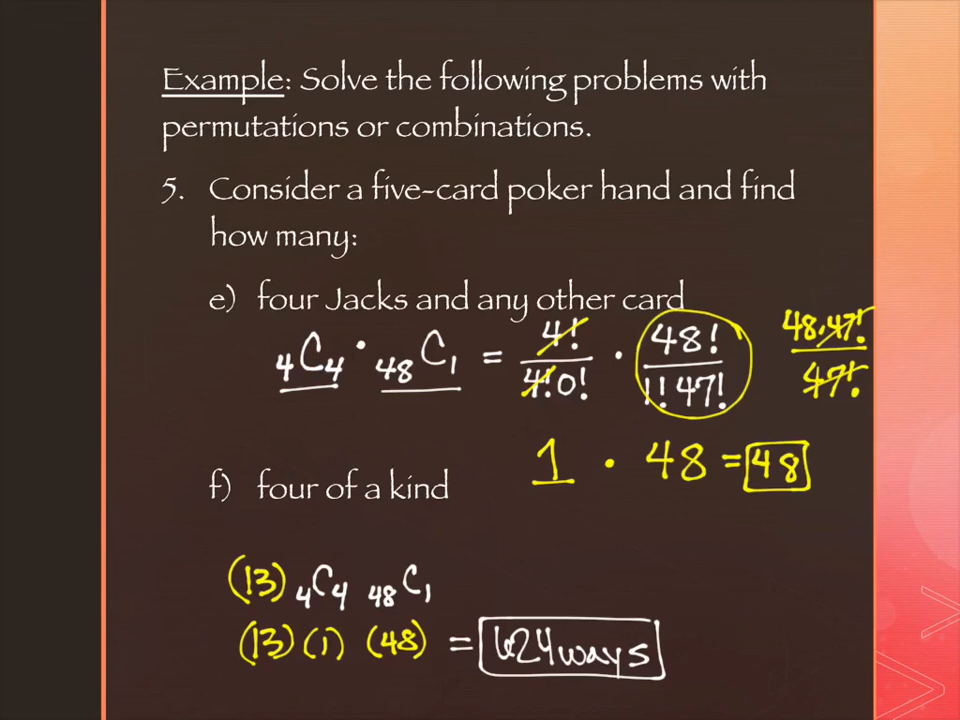 Example: Solve the following problems with
permutations or combinations.
5. Consider a five-card poker hand and find
how many:
e) four Jacks and any other card
₄C₄ · ₄₈C₁ = 4!/4!0! · 48!/1!47! 48·47!/47!
1 · 48 = 48
f) four of a kind
(13) ₄C₄ ₄₈C₁
(13) (1) (48) = 624 ways